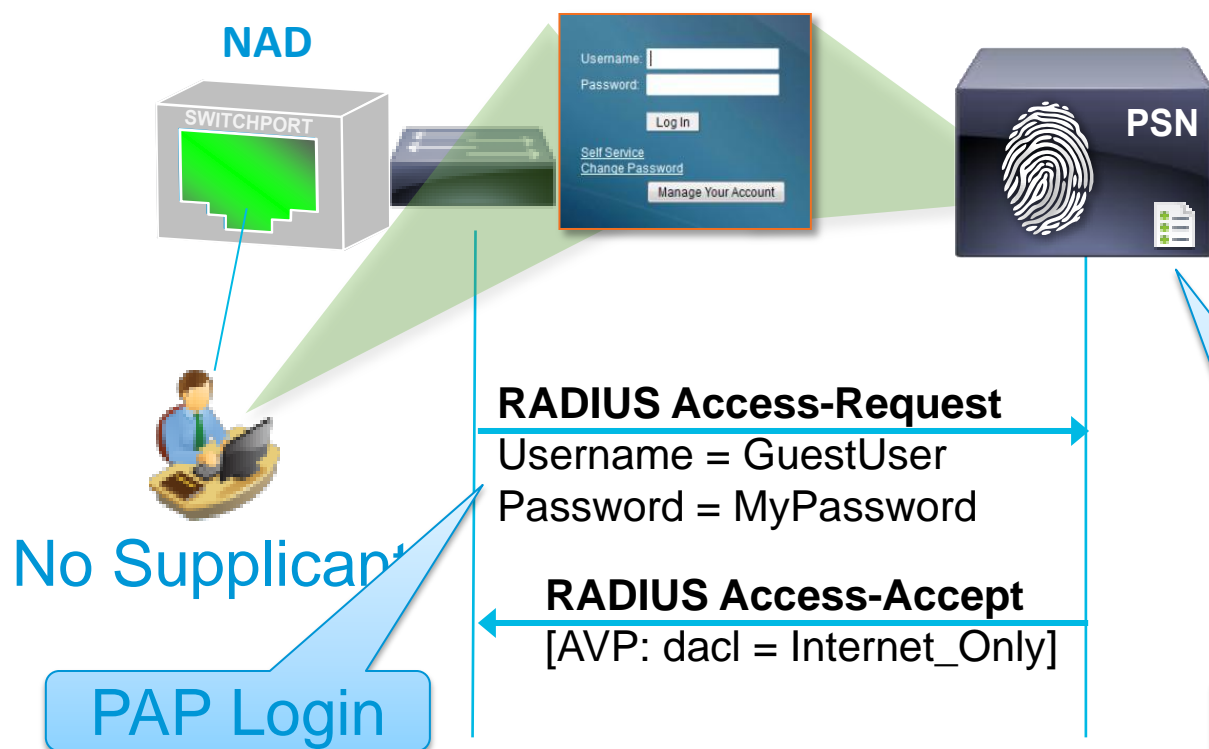 NAD
SWITCHPORT
Username:
Password:
Log In
Self Service
Change Password
Manage Your Account
PSN
RADIUS Access-Request
Username = GuestUser
Password = MyPassword
No Supplicant
RADIUS Access-Accept
[AVP: dacl = Internet_Only]
PAP Login